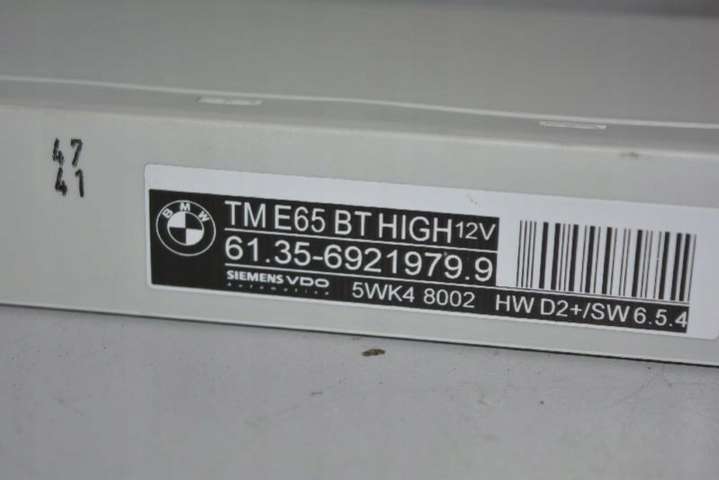 47
41
BMW
TM E65 BT HIGH 12V
61.35-6921979.9
SIEMENS VDO
Automotive
5WK4 8002 HW D2+/SW 6.5.4